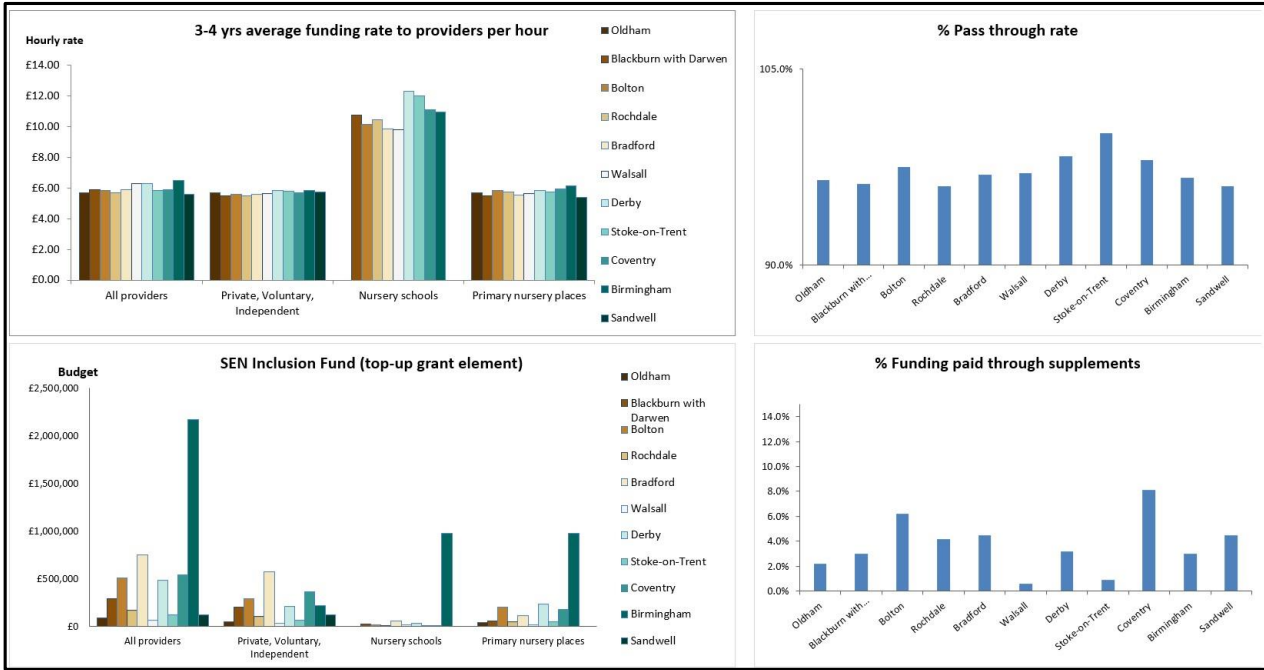 3-4 yrs average funding rate to providers per hour
Hourly rate
£14.00
£12.00
£10.00
£8.00
£6.00
£4.00
£2.00
£0.00
All providers
Private, Voluntary,
Independent
Nursery schools
Primary nursery places
Oldham
Blackburn with Darwen
Bolton
Rochdale
Bradford
Walsall
Derby
Stoke-on-Trent
Coventry
Birmingham
Sandwell
% Pass through rate
105.0%
90.0%
Oldham
Blackburn with...
Bolton
Rochdale
Bradford
Walsall
Derby
Stoke-on-Trent
Coventry
Birmingham
Sandwell
SEN Inclusion Fund (top-up grant element)
Budget
£2,500,000
£2,000,000
£1,500,000
£1,000,000
£500,000
£0
All providers
Private, Voluntary,
Independent
Nursery schools
Primary nursery places
Oldham
Blackburn with
Darwen
Bolton
Rochdale
Bradford
Walsall
Derby
Stoke-on-Trent
Coventry
Birmingham
Sandwell
% Funding paid through supplements
14.0%
12.0%
10.0%
8.0%
6.0%
4.0%
2.0%
0.0%
Oldham
Blackburn with...
Bolton
Rochdale
Bradford
Walsall
Derby
Stoke-on-Trent
Coventry
Birmingham
Sandwell